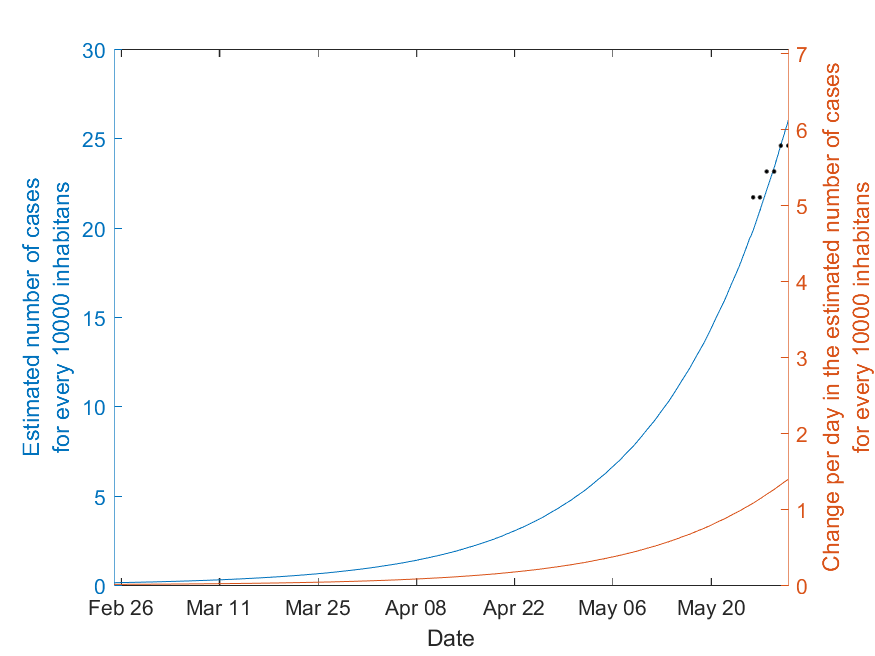 30
25
20
15
10
5
0
Estimated number of cases
for every 10000 inhabitans
7
6
5
4
3
2
1
0
Change per day in the estimated number of cases
for every 10000 inhabitans
Feb 26 Mar 11 Mar 25 Apr 08 Apr 22 May 06 May 20
Date